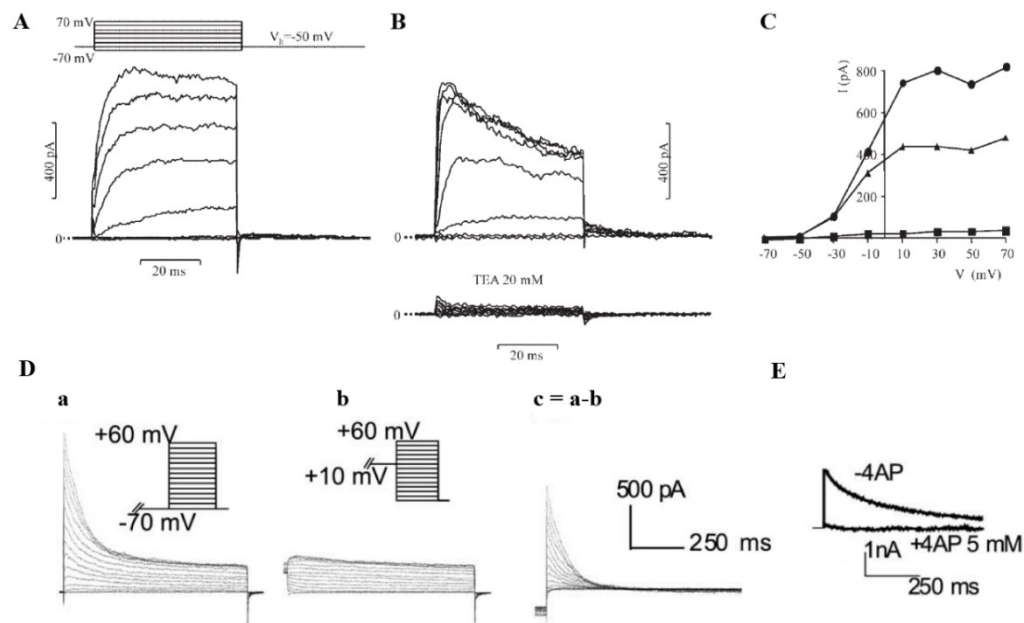 A
70 mV
-70 mV
Vh=-50 mV
400 pA
0
20 ms
B
400 pA
0
TEA 20 mM
0
20 ms
C
I (pA)
800
600
400
200
-70 -50 -30 -10 10 30 50 70
V (mV)
D
a
+60 mV
-70 mV
b
+60 mV
+10 mV
c = a-b
500 pA
250 ms
E
-4AP
+4AP 5 mM
1nA
250 ms